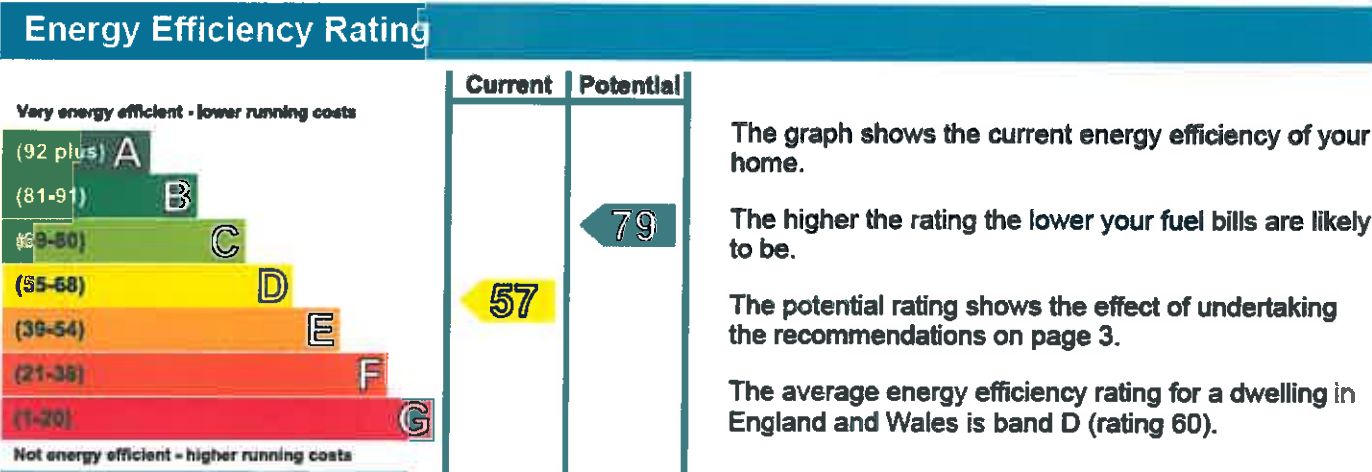 Energy Efficiency Rating
Current Potential
Very energy efficient - lower running costs
(92 plus) A
(81-91) B
(69-80) C
79
(55-68) D
57
(39-54) E
(21-38) F
(1-20) G
Not energy efficient - higher running costs
The graph shows the current energy efficiency of your
home.
The higher the rating the lower your fuel bills are likely
to be.
The potential rating shows the effect of undertaking
the recommendations on page 3.
The average energy efficiency rating for a dwelling in
England and Wales is band D (rating 60).